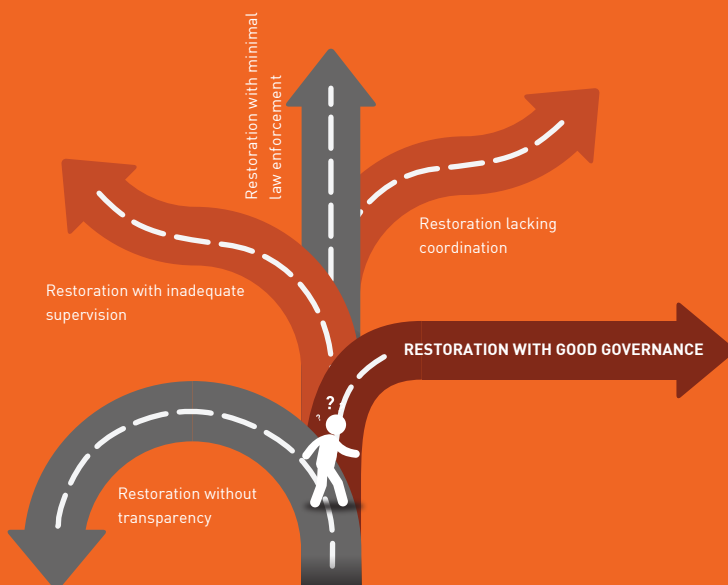 Restoration with minimal
law enforcement
Restoration lacking
coordination
Restoration with inadequate
supervision
RESTORATION WITH GOOD GOVERNANCE
?
?
Restoration without
transparency